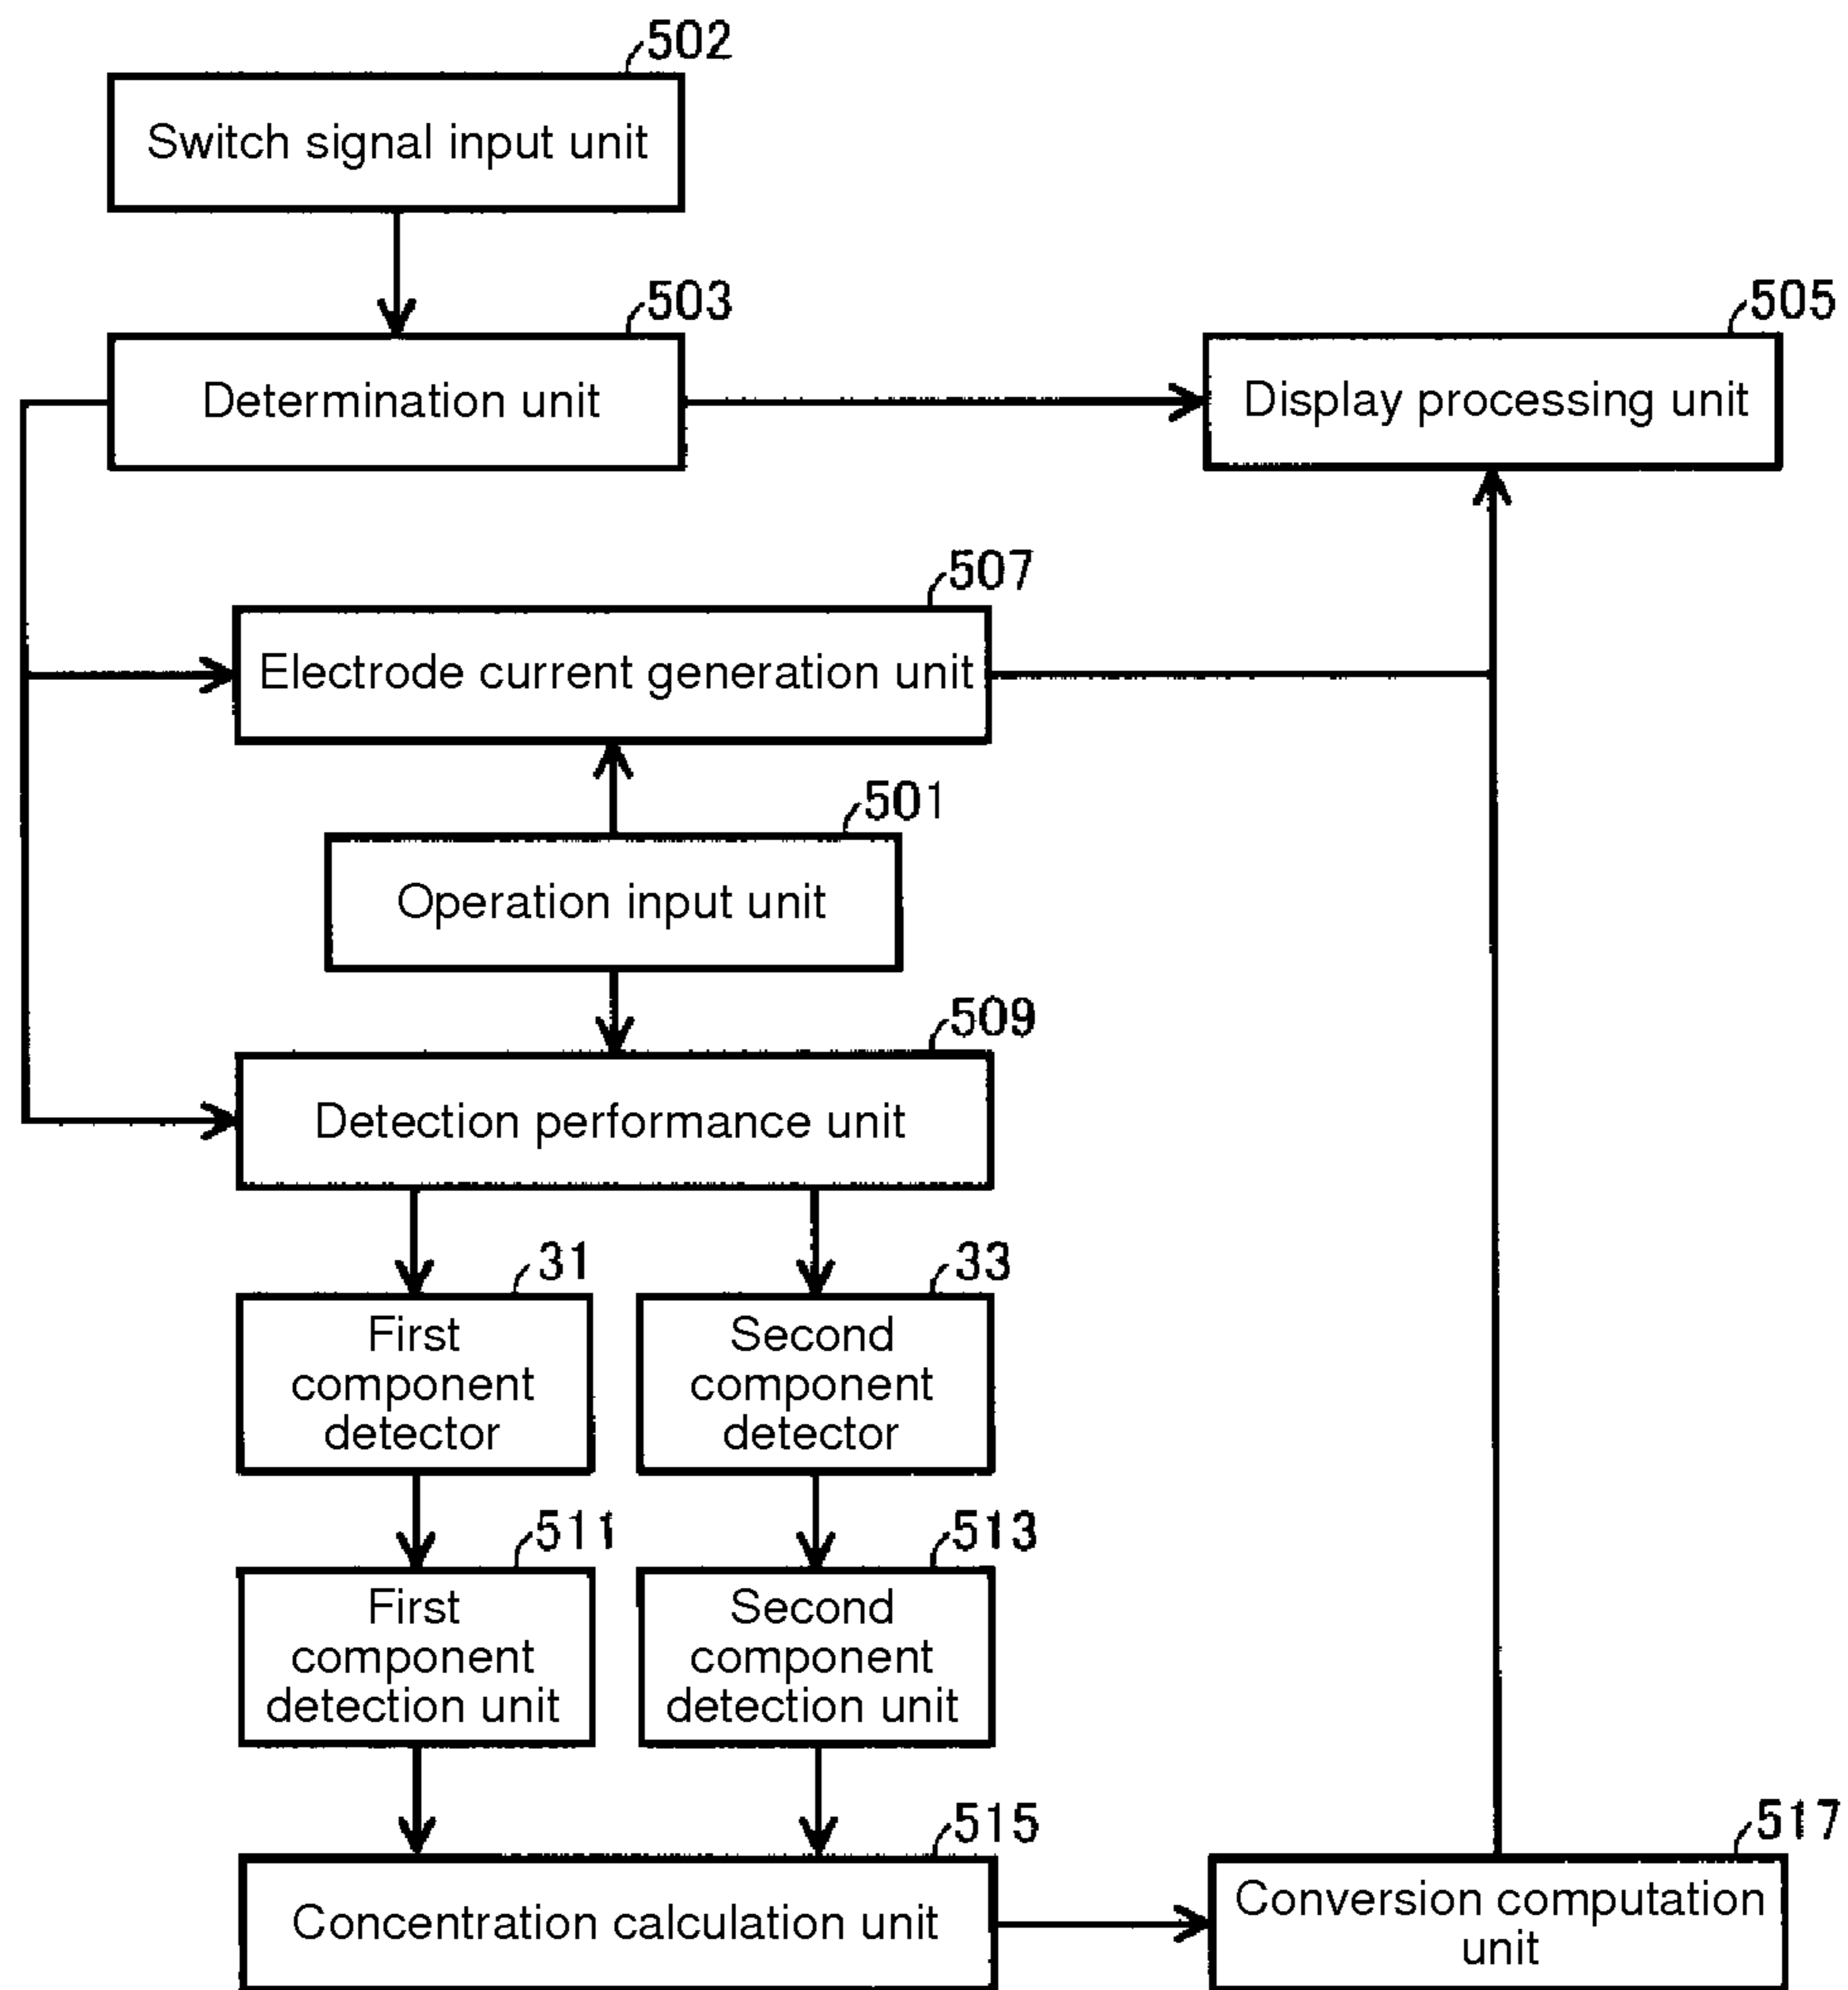 502
Switch signal input unit
503
Determination unit
505
Display processing unit
507
Electrode current generation unit
501
Operation input unit
509
Detection performance unit
31
First
component
detector
33
Second
component
detector
511
First
component
detection unit
513
Second
component
detection unit
515
Concentration calculation unit
517
Conversion computation
unit